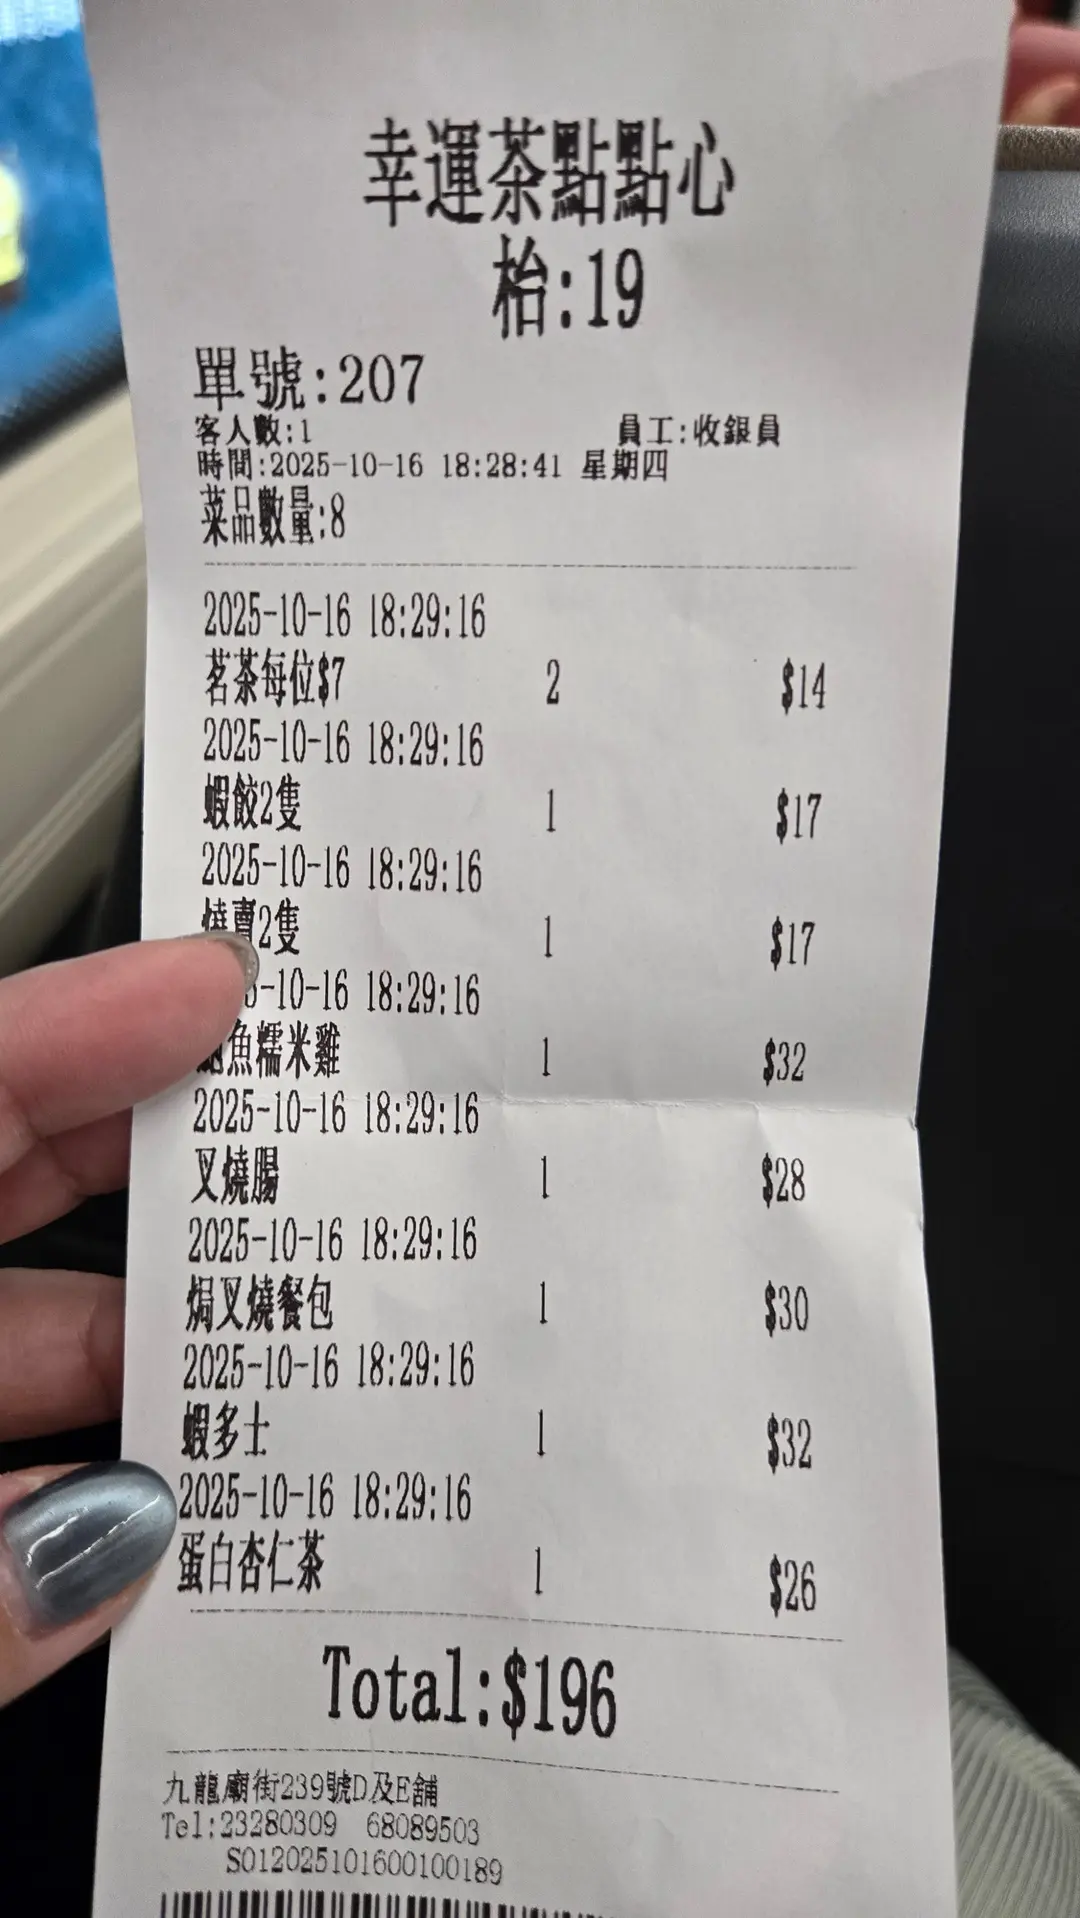 幸運茶點點心
枱:19
單號:207
客人數:1 員工:收銀員
時間:2025-10-16 18:28:41 星期四
菜品數量:8
2025-10-16 18:29:16
茗茶每位$7 2 $14
2025-10-16 18:29:16
蝦餃2隻 1 $17
2025-10-16 18:29:16
燒賣2隻 1 $17
-10-16 18:29:16
鮑魚糯米雞 1 $32
2025-10-16 18:29:16
叉燒腸 1 $28
2025-10-16 18:29:16
焗叉燒餐包 1 $30
2025-10-16 18:29:16
蝦多士 1 $32
2025-10-16 18:29:16
蛋白杏仁茶 1 $26
Total:$196
九龍廟街239號D及E舖
Tel:23280309 68089503
S01202510160010​0189